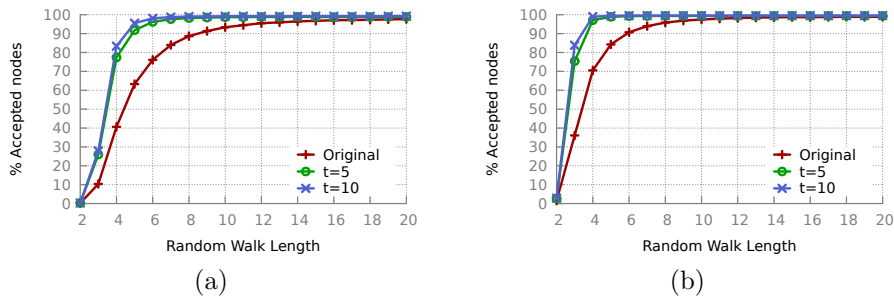 % Accepted nodes
100
90
80
70
60
50
40
30
20
10
0
2 4 6 8 10 12 14 16 18 20
Random Walk Length
Original
t=5
t=10
(a)
% Accepted nodes
100
90
80
70
60
50
40
30
20
10
0
2 4 6 8 10 12 14 16 18 20
Random Walk Length
Original
t=5
t=10
(b)